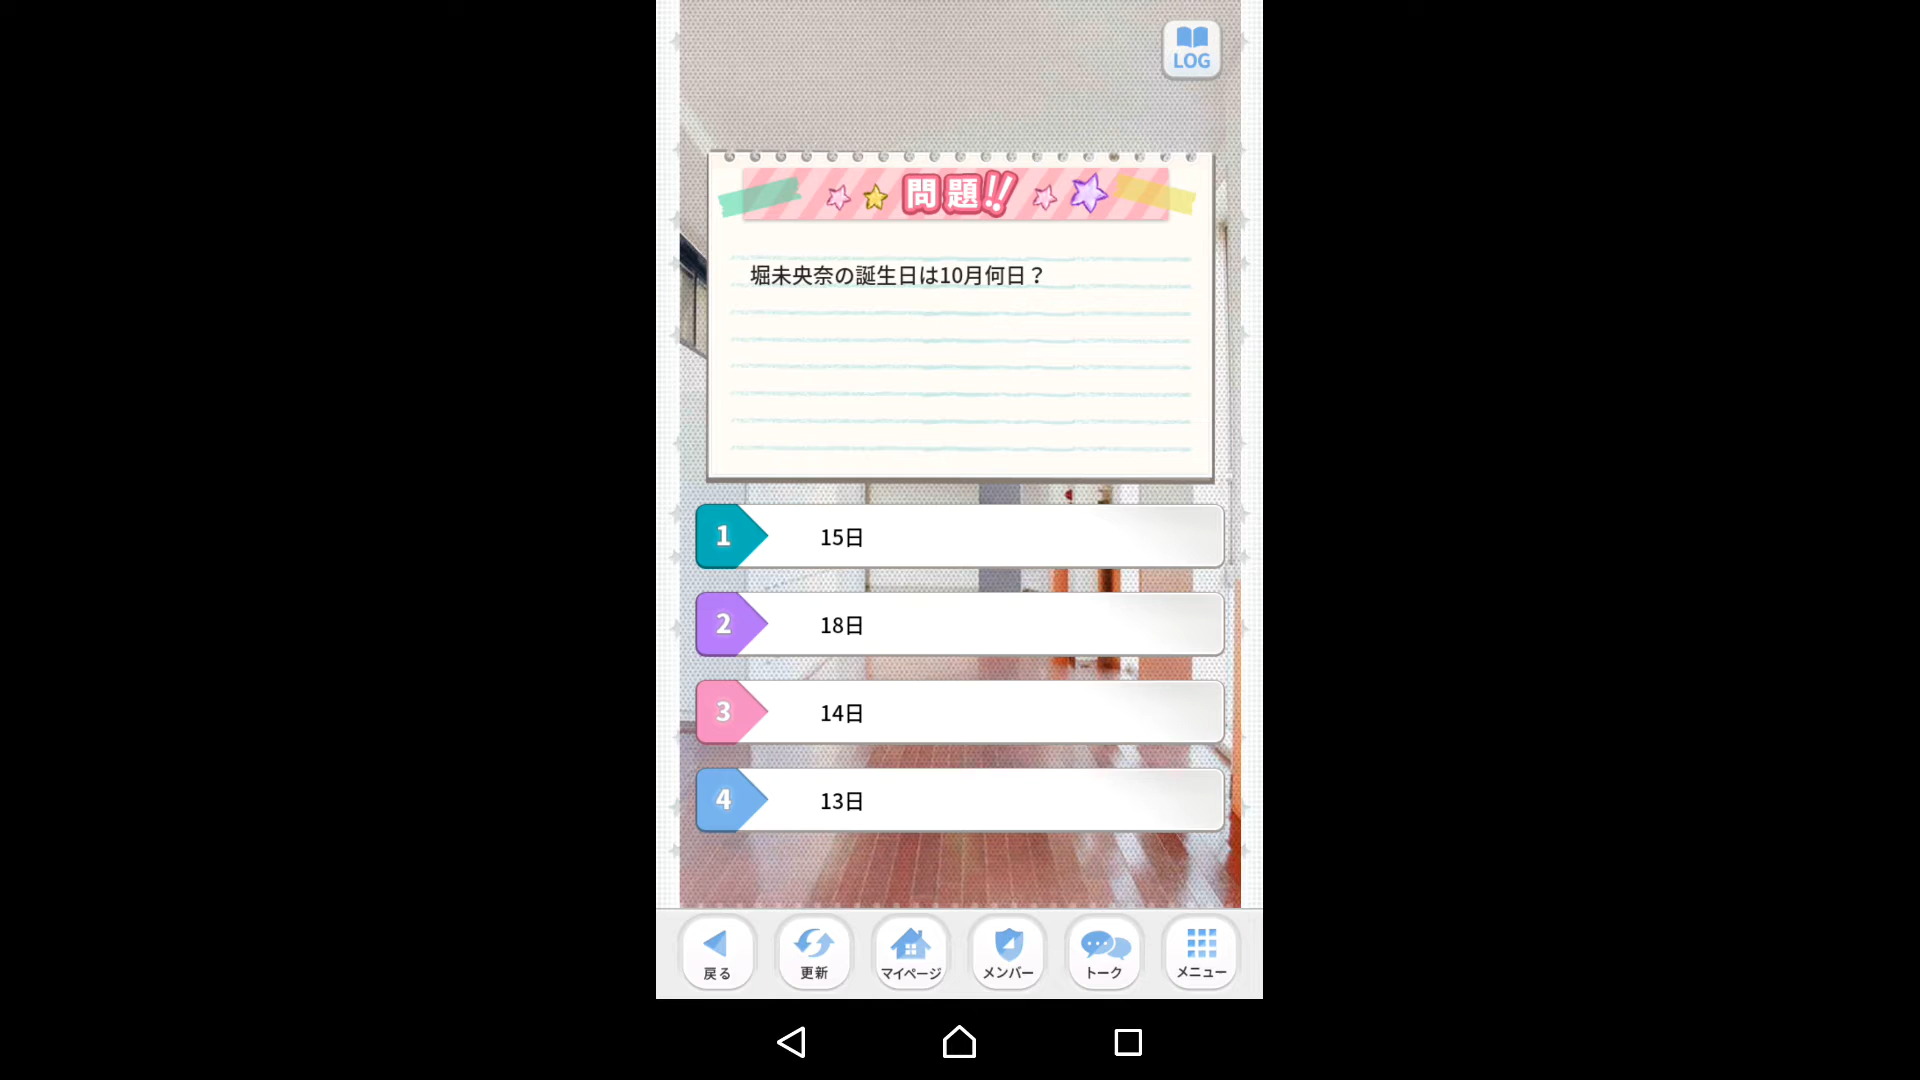 LOG
問題!!
堀未央奈の誕生日は10月何日？
1 15日
2 18日
3 14日
4 13日
戻る 更新 マイページ メンバー トーク メニュー